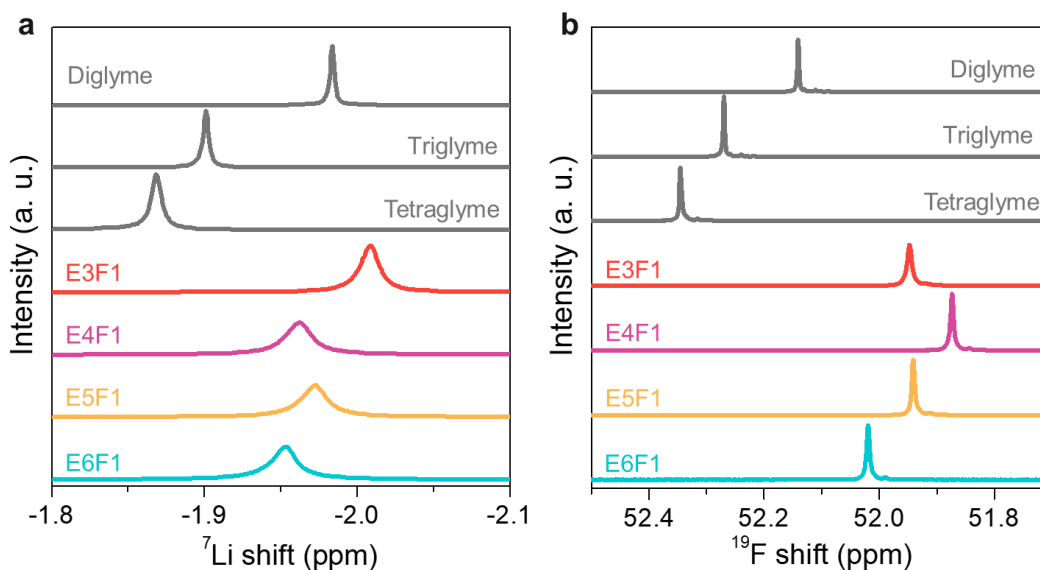 a
Intensity (a. u.)
Diglyme
Triglyme
Tetraglyme
E3F1
E4F1
E5F1
E6F1
-1.8 -1.9 -2.0 -2.1
⁷Li shift (ppm)
b
Intensity (a. u.)
Diglyme
Triglyme
Tetraglyme
E3F1
E4F1
E5F1
E6F1
52.4 52.2 52.0 51.8
¹⁹F shift (ppm)